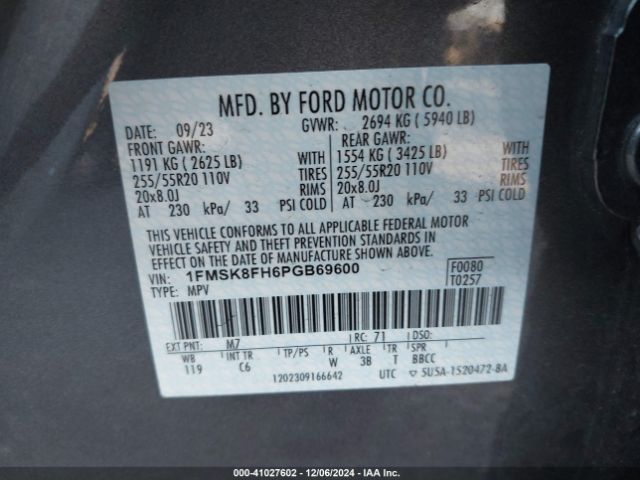 MFD. BY FORD MOTOR CO.
DATE: 09/23 GVWR: 2694 KG ( 5940 LB)
FRONT GAWR: REAR GAWR:
1191 KG ( 2625 LB) WITH 1554 KG ( 3425 LB) WITH
255/55R20 110V TIRES 255/55R20 110V TIRES
20x8.0J RIMS 20x8.0J RIMS
AT 230 kPa/ 33 PSI COLD AT 230 kPa/ 33 PSI COLD
THIS VEHICLE CONFORMS TO ALL APPLICABLE FEDERAL MOTOR
VEHICLE SAFETY AND THEFT PREVENTION STANDARDS IN
EFFECT ON THE DATE OF MANUFACTURE SHOWN ABOVE.
VIN: 1FMSK8FH6PGB69600 F0080
TYPE: MPV T0257
EXT PNT: M7 RC: 71 DSO:
WB INT TR TP/PS R AXLE TR SPR
119 C6 W 3B T BBCC
1202309166642 UTC ▽ 5U5A-1520472-BA
000-41027602 - 12/06/2024 - IAA Inc.